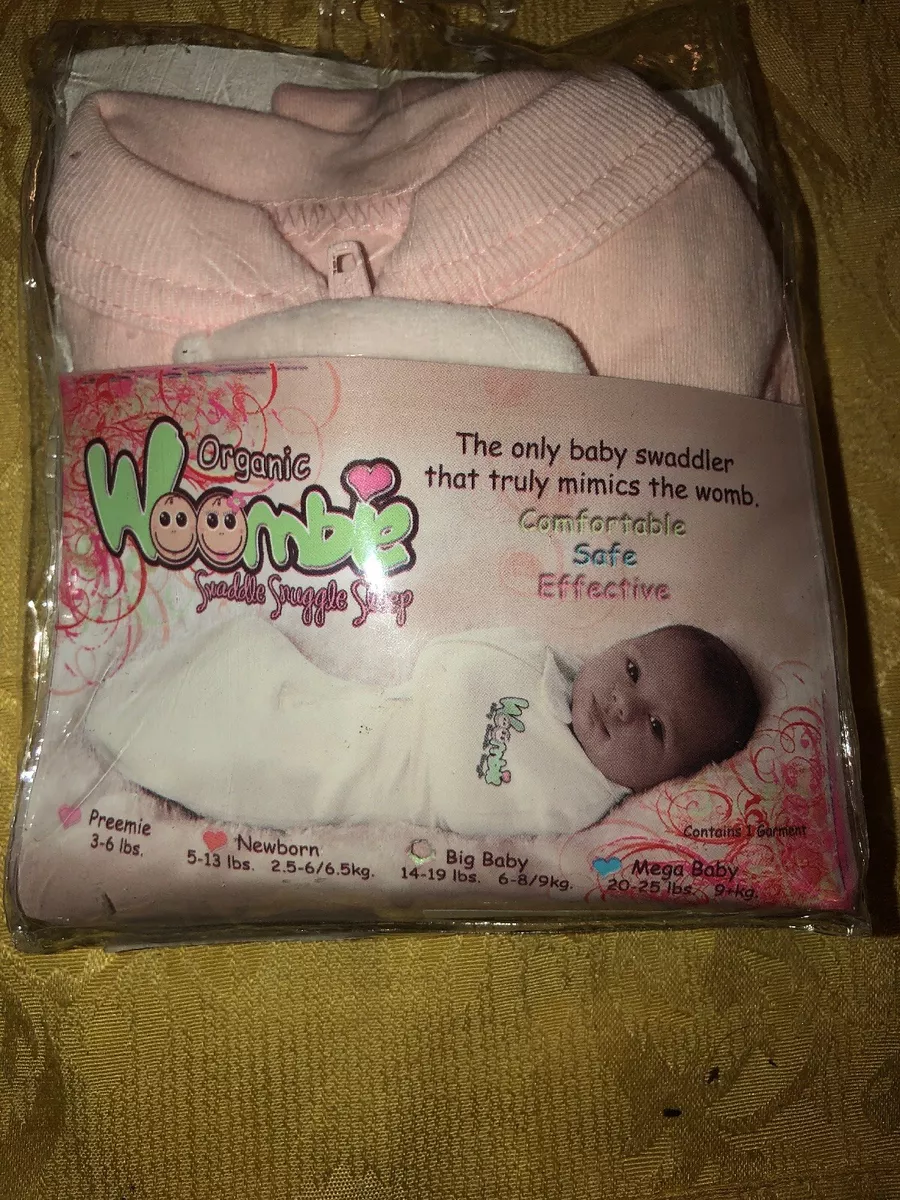 Organic
Woombie
Swaddle Snuggle Sleep
The only baby swaddler
that truly mimics the womb.
Comfortable
Safe
Effective
Woombie
Contains 1 Garment
Preemie
3-6 lbs.
Newborn
5-13 lbs. 2.5-6/6.5kg.
Big Baby
14-19 lbs. 6-8/9kg.
Mega Baby
20-25 lbs. 9+kg.